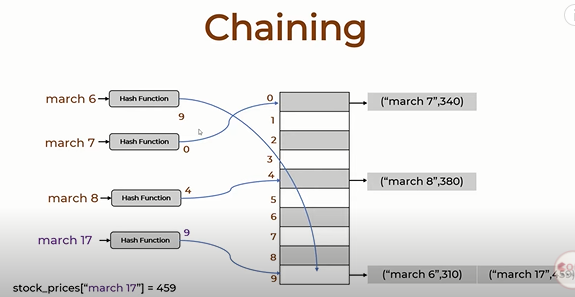 Chaining
march 6 Hash Function
9
march 7 Hash Function
0
march 8 Hash Function 4
march 17 Hash Function 9
0 ("march 7",340)
1
2
3
4 ("march 8",380)
5
6
7
8
9 ("march 6",310) ("march 17",4
stock_prices["march 17"] = 459